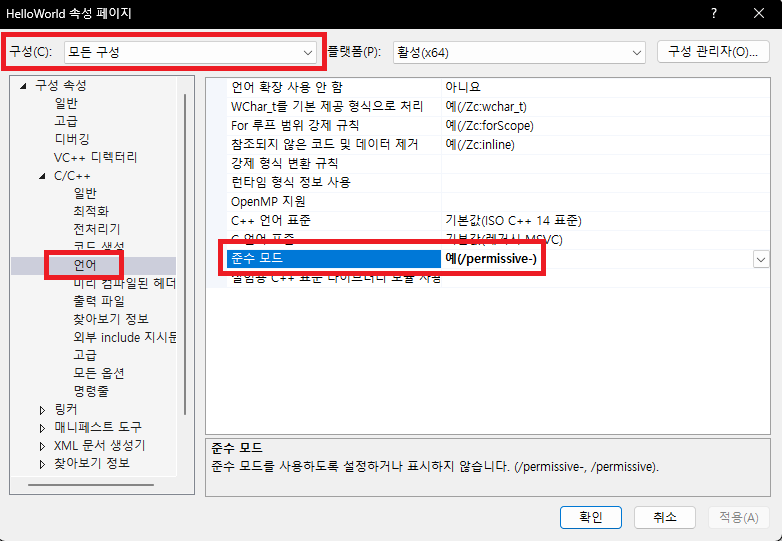 HelloWorld 속성 페이지
구성(C): 모든 구성 플랫폼(P): 활성(x64) 구성 관리자(O)...
구성 속성
일반
고급
디버깅
VC++ 디렉터리
C/C++
일반
최적화
전처리기
코드 생성
언어
미리 컴파일된 헤더
출력 파일
찾아보기 정보
외부 include 지시문
고급
모든 옵션
명령줄
링커
매니페스트 도구
XML 문서 생성기
찾아보기 정보
언어 확장 사용 안 함 아니요
WChar_t를 기본 제공 형식으로 처리 예(/Zc:wchar_t)
For 루프 범위 강제 규칙 예(/Zc:forScope)
참조되지 않은 코드 및 데이터 제거 예(/Zc:inline)
강제 형식 변환 규칙
런타임 형식 정보 사용
OpenMP 지원
C++ 언어 표준 기본값(ISO C++ 14 표준)
C 언어 표준 기본값(레거시 MSVC)
준수 모드 예(/permissive-)
실험용 C++ 표준 라이브러리 모듈 사용
준수 모드
준수 모드를 사용하도록 설정하거나 표시하지 않습니다. (/permissive-, /permissive).
확인 취소 적용(A)